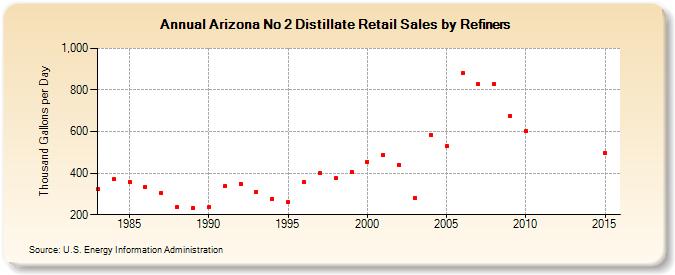 Annual Arizona No 2 Distillate Retail Sales by Refiners
Thousand Gallons per Day
1,000
800
600
400
200
1985 1990 1995 2000 2005 2010 2015
Source: U.S. Energy Information Administration